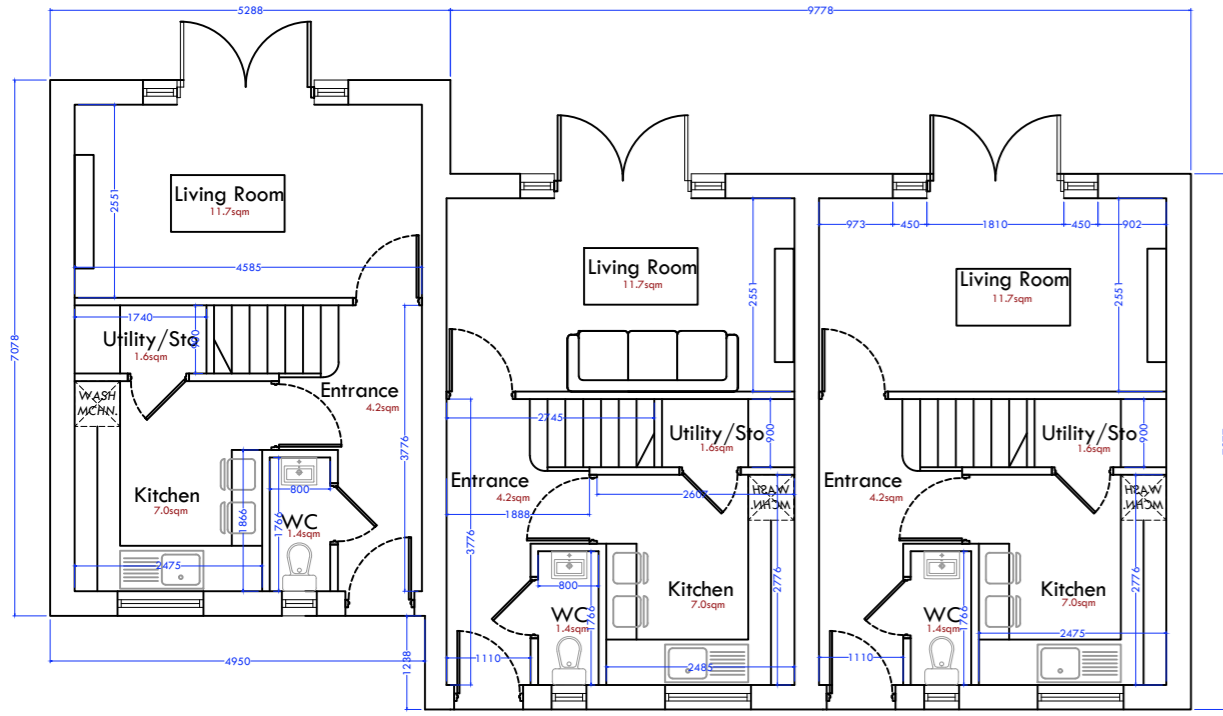 5288
9778
Living Room
11.7sqm
2551
4585
1740
Utility/Sto
900
1.6sqm
WASH
MCHN.
Entrance
4.2sqm
3776
7078
Kitchen
7.0sqm
1866
1766
800
WC
1.4sqm
2475
4950
1238
Living Room
11.7sqm
2551
2745
Utility/Sto
900
1.6sqm
Entrance
4.2sqm
2607
1888
WASH
MCHN.
3776
800
Kitchen
7.0sqm
2776
WC
1.4sqm
1766
1110
2485
973
450
1810
450
902
Living Room
11.7sqm
2551
Utility/Sto
900
1.6sqm
Entrance
4.2sqm
WASH
MCHN.
Kitchen
7.0sqm
2776
WC
1.4sqm
1766
1110
2475